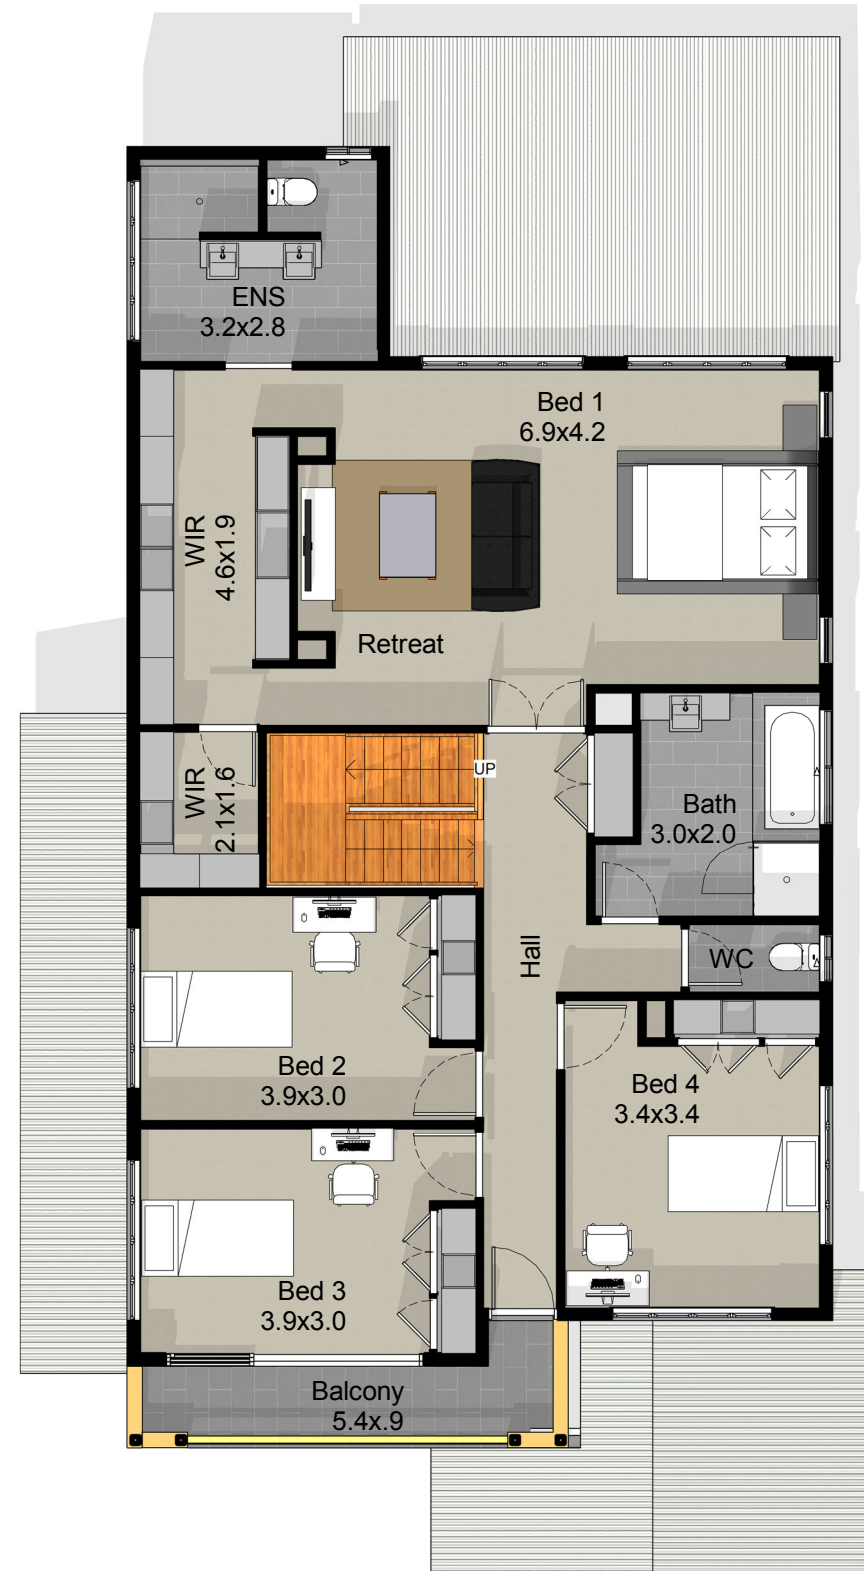 ENS
3.2x2.8
Bed 1
6.9x4.2
WIR
4.6x1.9
Retreat
UP
WIR
2.1x1.6
Bath
3.0x2.0
Hall
WC
Bed 2
3.9x3.0
Bed 4
3.4x3.4
Bed 3
3.9x3.0
Balcony
5.4x.9